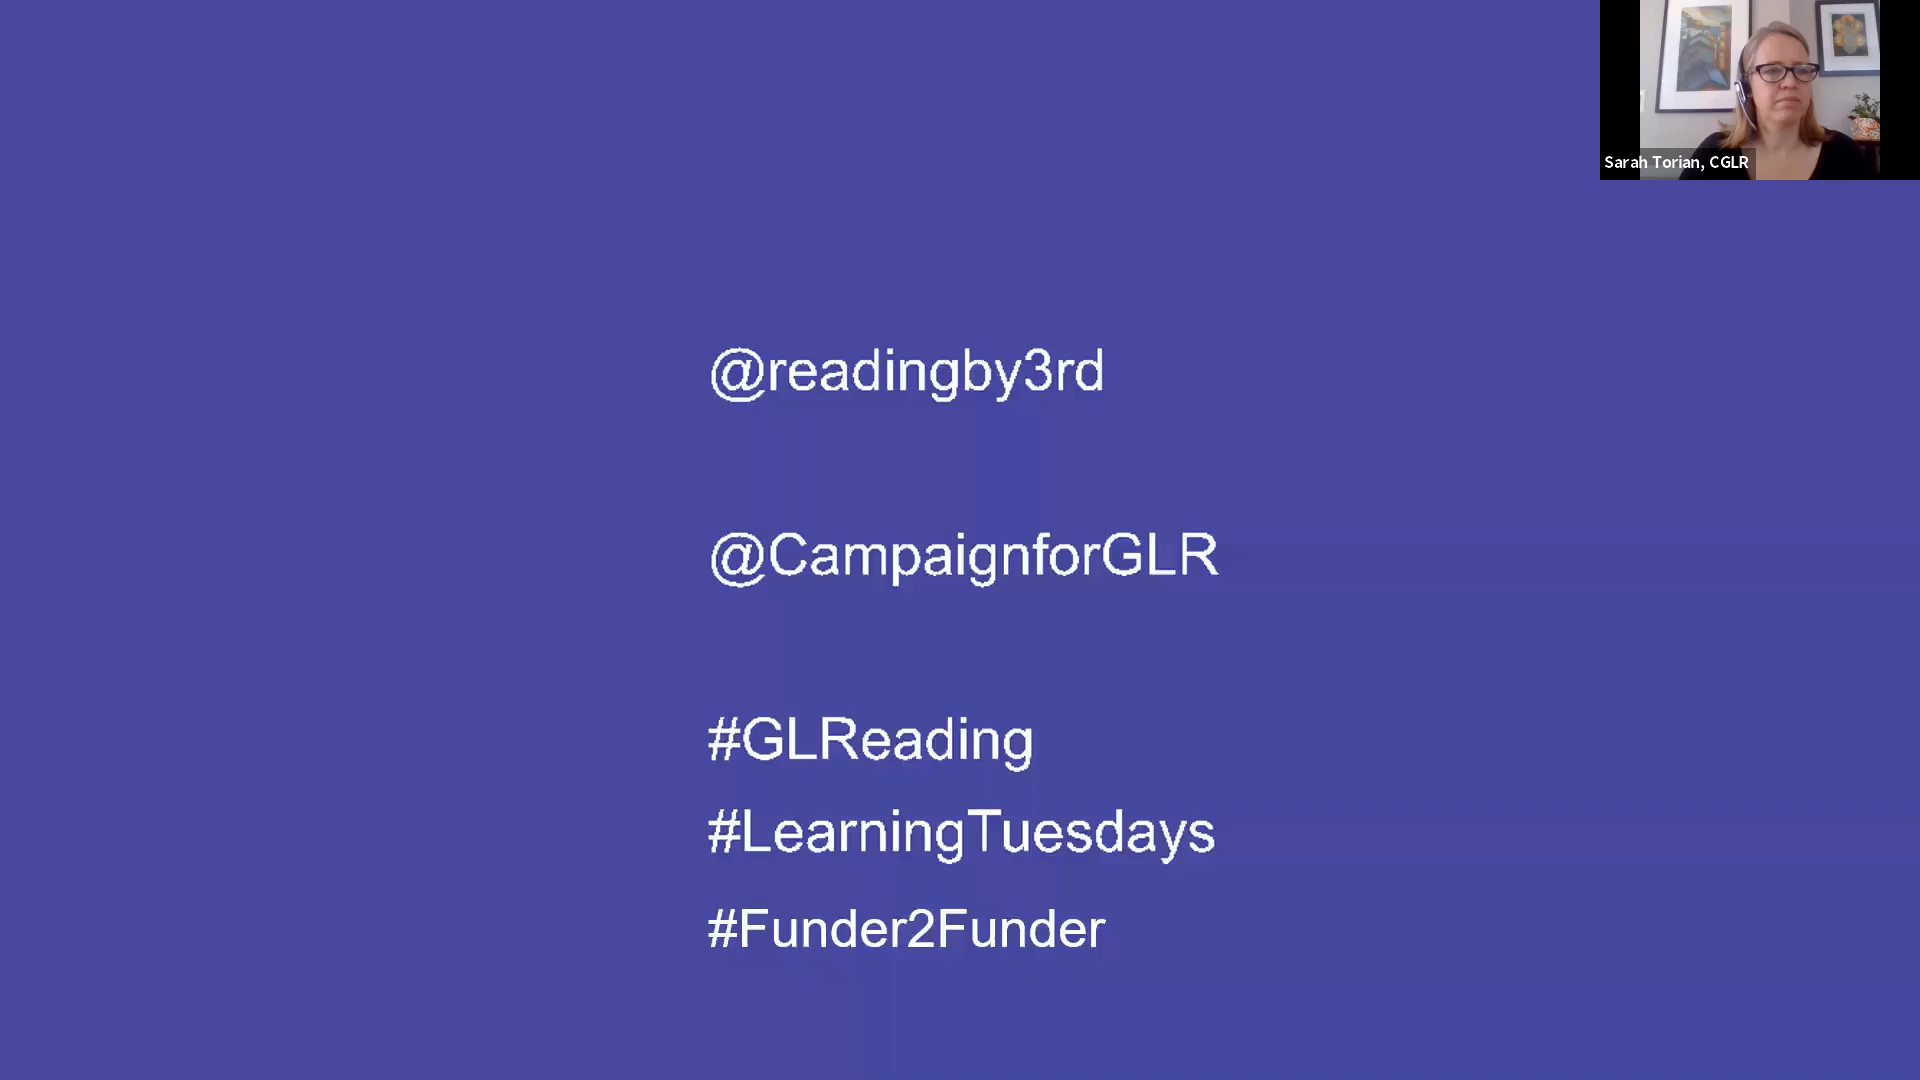 Sarah Torian, CGLR
@readingby3rd
@CampaignforGLR
#GLReading
#LearningTuesdays
#Funder2Funder